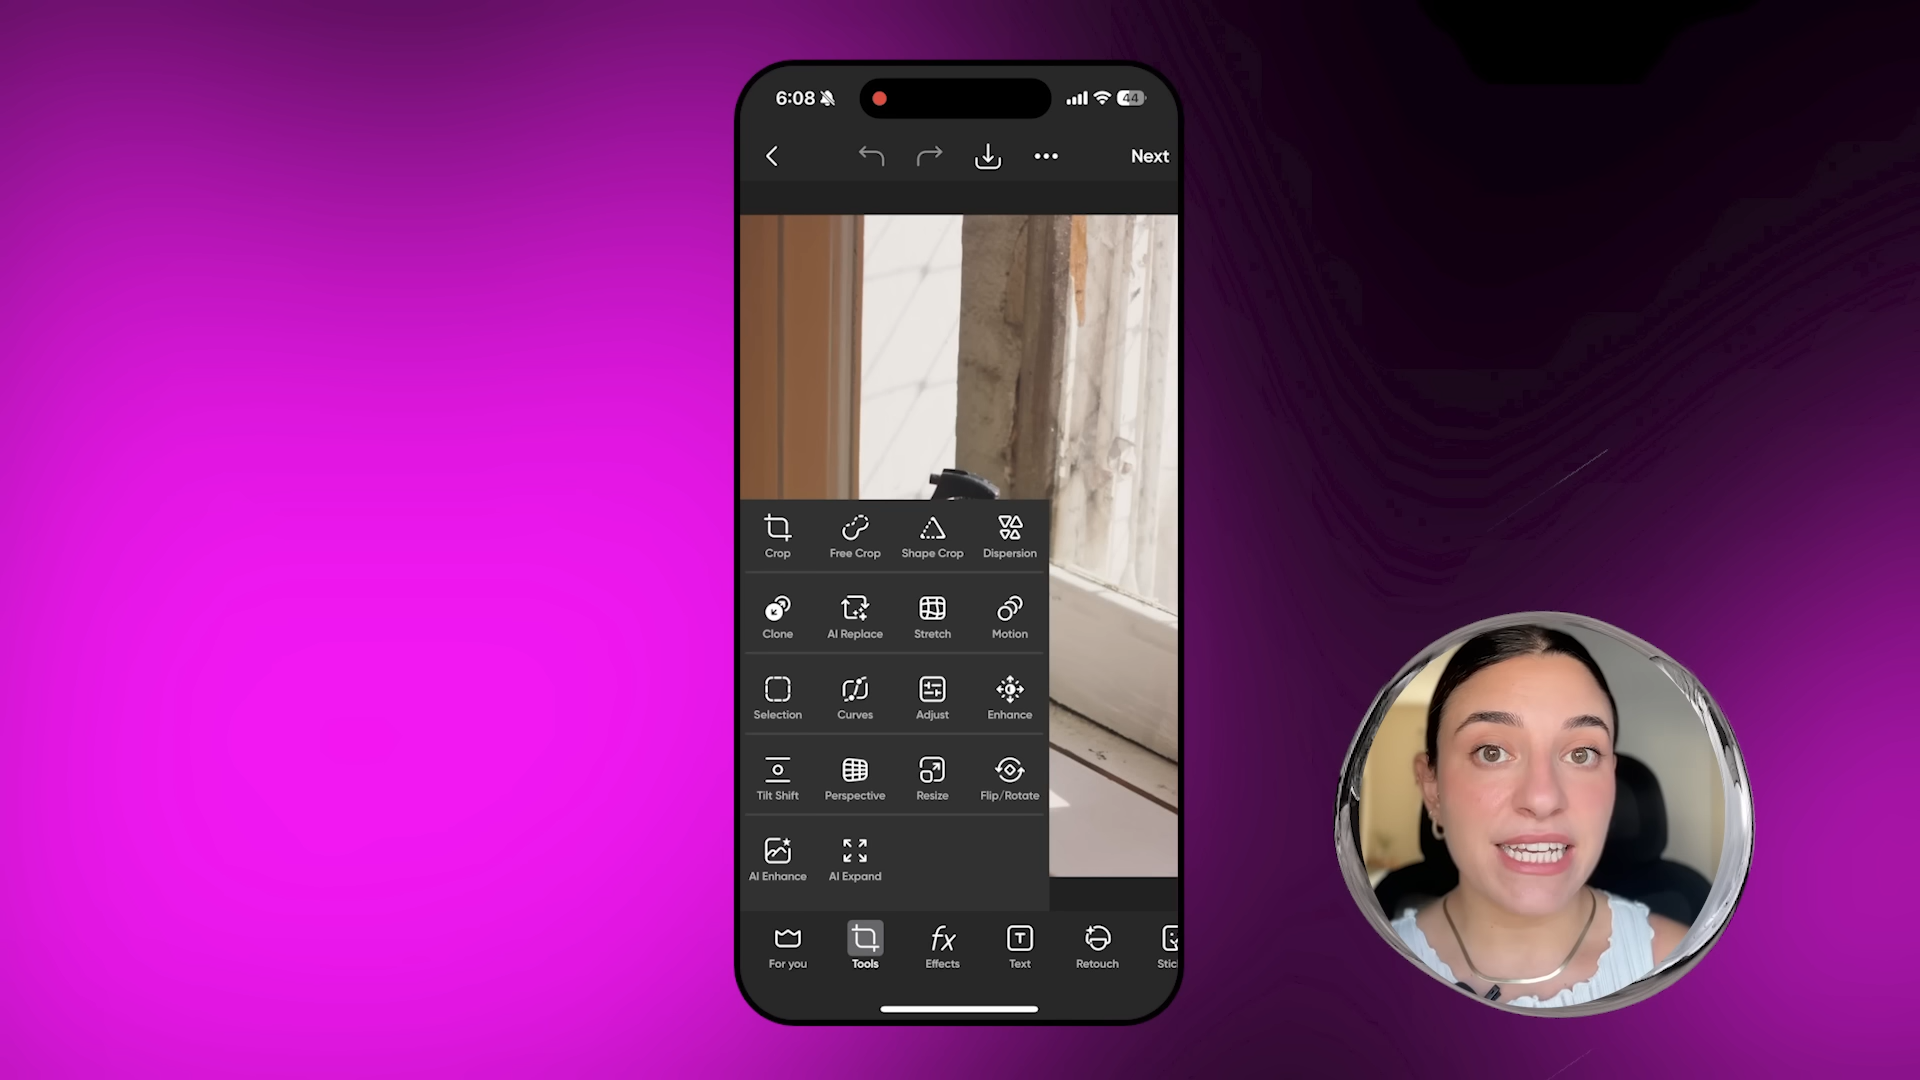 6:08 44
Next
Crop Free Crop Shape Crop Dispersion
Clone AI Replace Stretch Motion
Selection Curves Adjust Enhance
Tilt Shift Perspective Resize Flip/Rotate
AI Enhance AI Expand
For you Tools Effects Text Retouch Stic